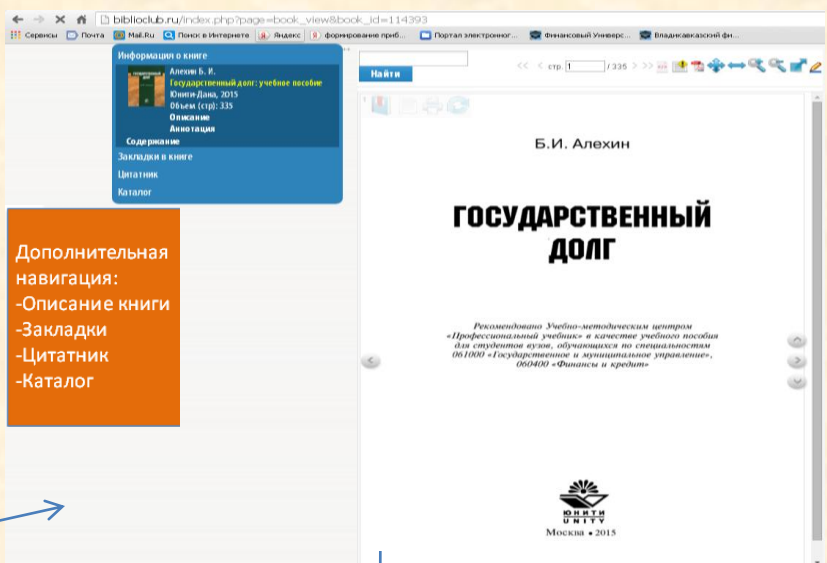 biblioclub.ru/index.php?page=book_view&book_id=114393
Сервисы Почта Mail.Ru Поиск в Интернете Яндекс формирование приб... Портал электронног... Финансовый Универс... Владикавказский фи...
Информация о книге
Алехин Б. И.
Государственный долг: учебное пособие
Юнити-Дана, 2015
Объем (стр): 335
Описание
Аннотация
Содержание
Закладки в книге
Цитатник
Каталог
Найти
<< < стр. 1 / 335 > >>
Дополнительная
навигация:
-Описание книги
-Закладки
-Цитатник
-Каталог
Б.И. Алехин
ГОСУДАРСТВЕННЫЙ
ДОЛГ
Рекомендовано Учебно-методическим центром
«Профессиональный учебник» в качестве учебного пособия
для студентов вузов, обучающихся по специальностям
061000 «Государственное и муниципальное управление»,
060400 «Финансы и кредит»
ЮНИТИ
UNITY
Москва • 2015